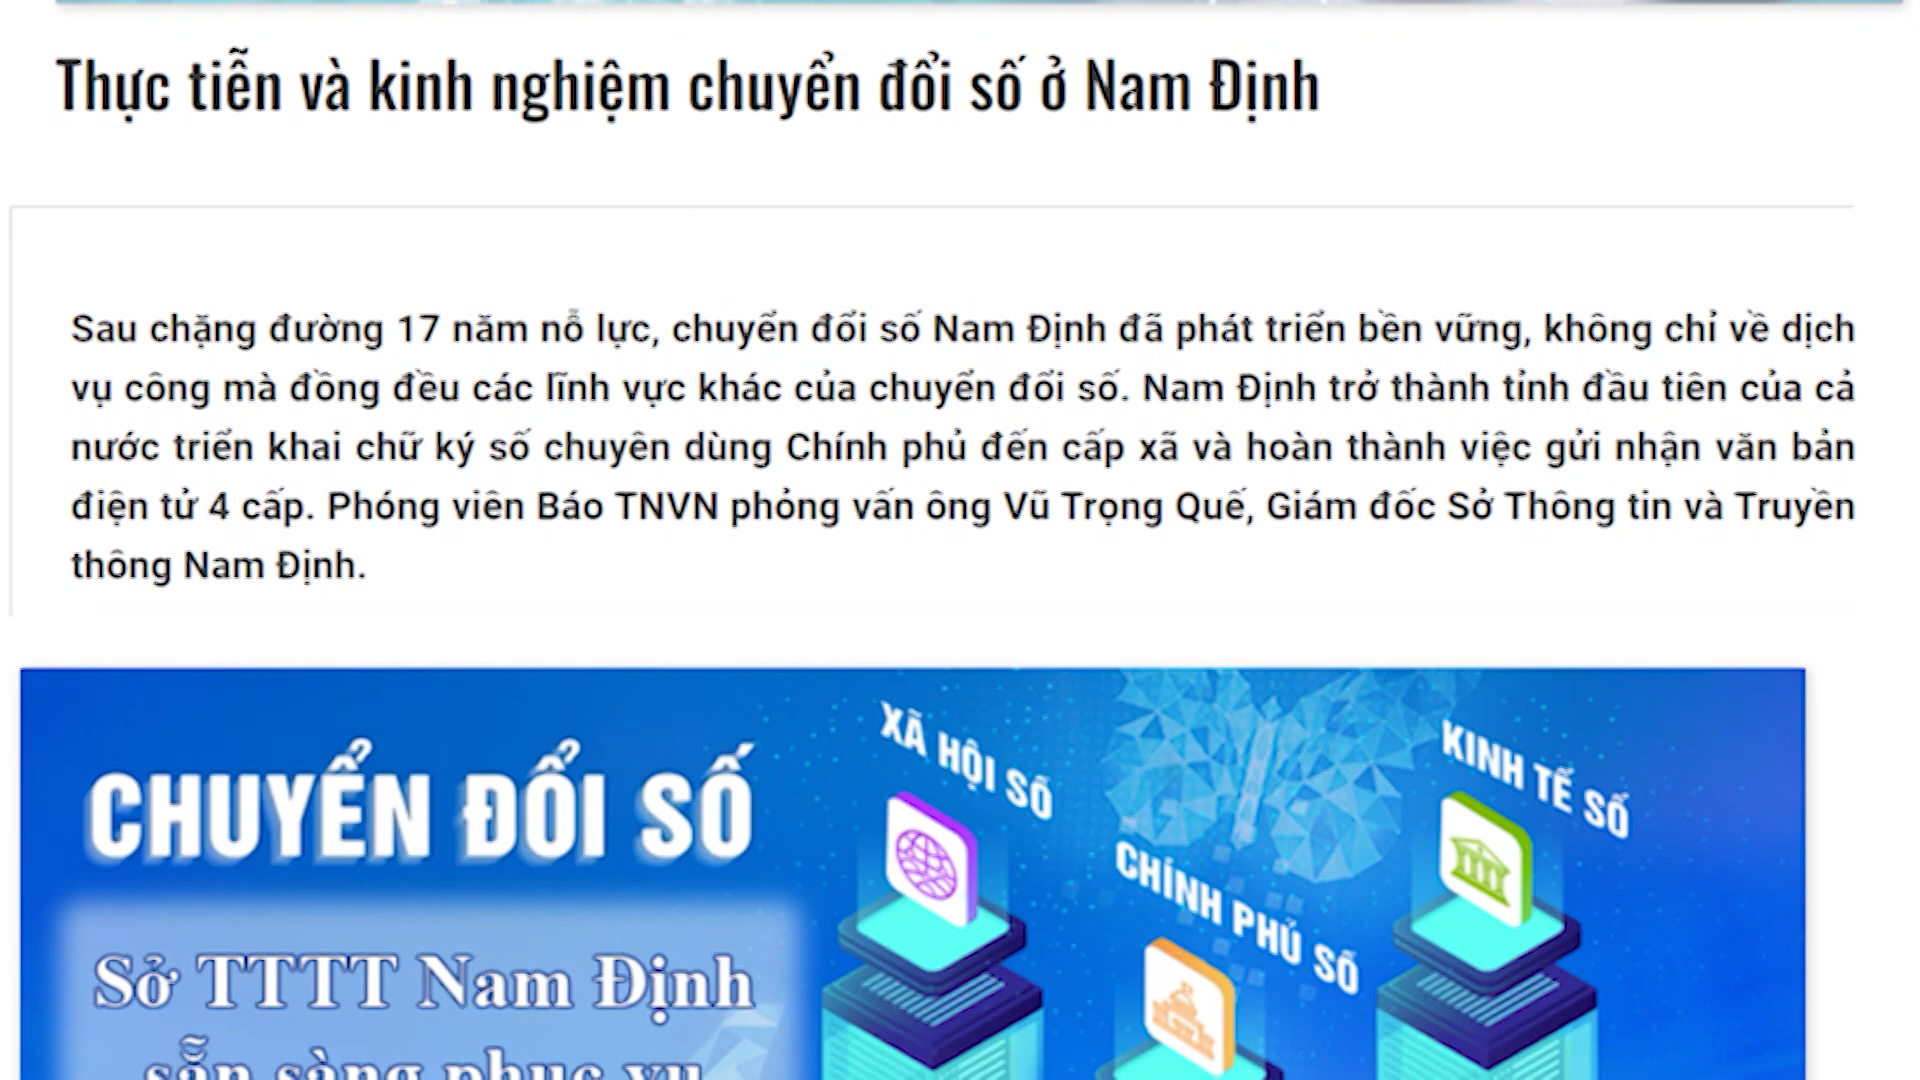 Thực tiễn và kinh nghiệm chuyển đổi số ở Nam Định
Sau chặng đường 17 năm nỗ lực, chuyển đổi số Nam Định đã phát triển bền vững, không chỉ về dịch
vụ công mà đồng đều các lĩnh vực khác của chuyển đổi số. Nam Định trở thành tỉnh đầu tiên của cả
nước triển khai chữ ký số chuyên dùng Chính phủ đến cấp xã và hoàn thành việc gửi nhận văn bản
điện tử 4 cấp. Phóng viên Báo TNVN phỏng vấn ông Vũ Trọng Quế, Giám đốc Sở Thông tin và Truyền
thông Nam Định.
CHUYỂN ĐỔI SỐ
XÃ HỘI SỐ
KINH TẾ SỐ
CHÍNH PHỦ SỐ
Sở TTTT Nam Định
sẵn sàng phục vụ